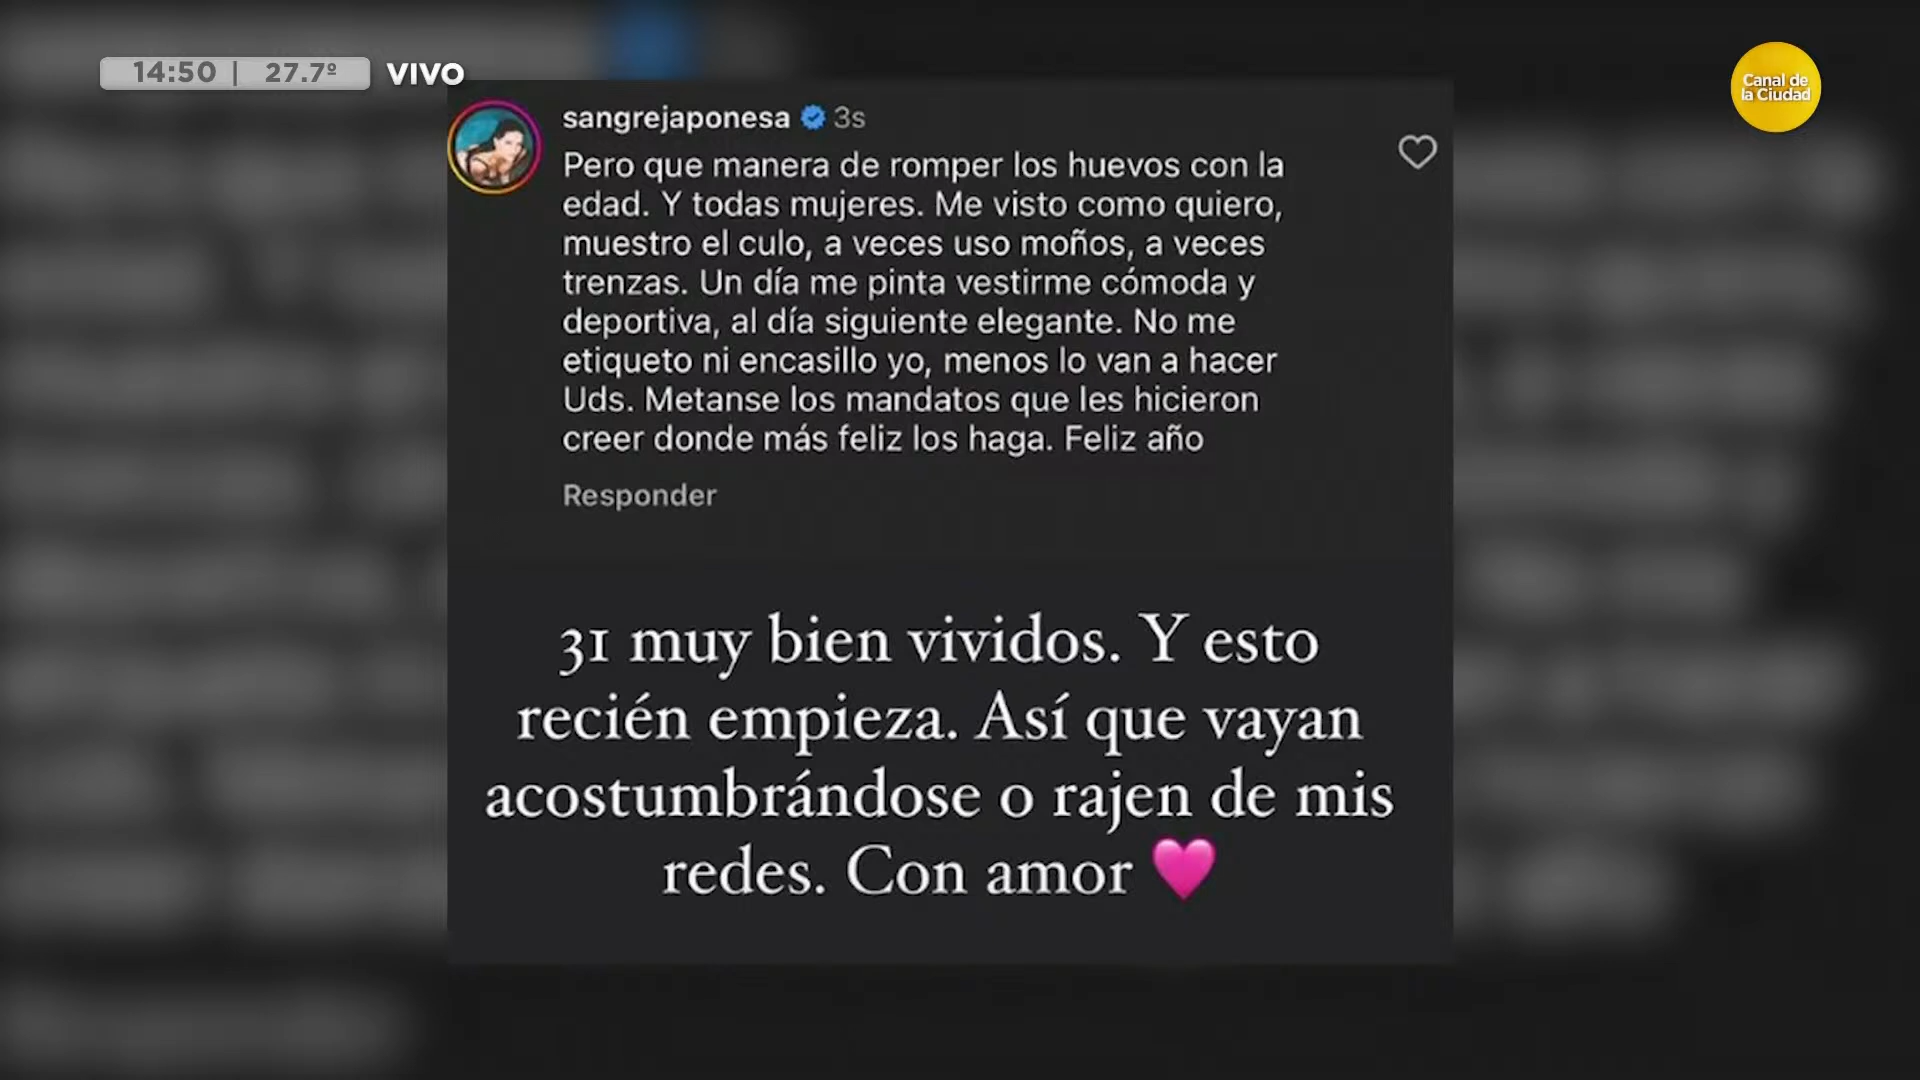 14:50 | 27.7º VIVO
Canal de
la Ciudad
sangrejaponesa 3s
Pero que manera de romper los huevos con la
edad. Y todas mujeres. Me visto como quiero,
muestro el culo, a veces uso moños, a veces
trenzas. Un día me pinta vestirme cómoda y
deportiva, al día siguiente elegante. No me
etiqueto ni encasillo yo, menos lo van a hacer
Uds. Metanse los mandatos que les hicieron
creer donde más feliz los haga. Feliz año
Responder
31 muy bien vividos. Y esto
recién empieza. Así que vayan
acostumbrándose o rajen de mis
redes. Con amor 🩷